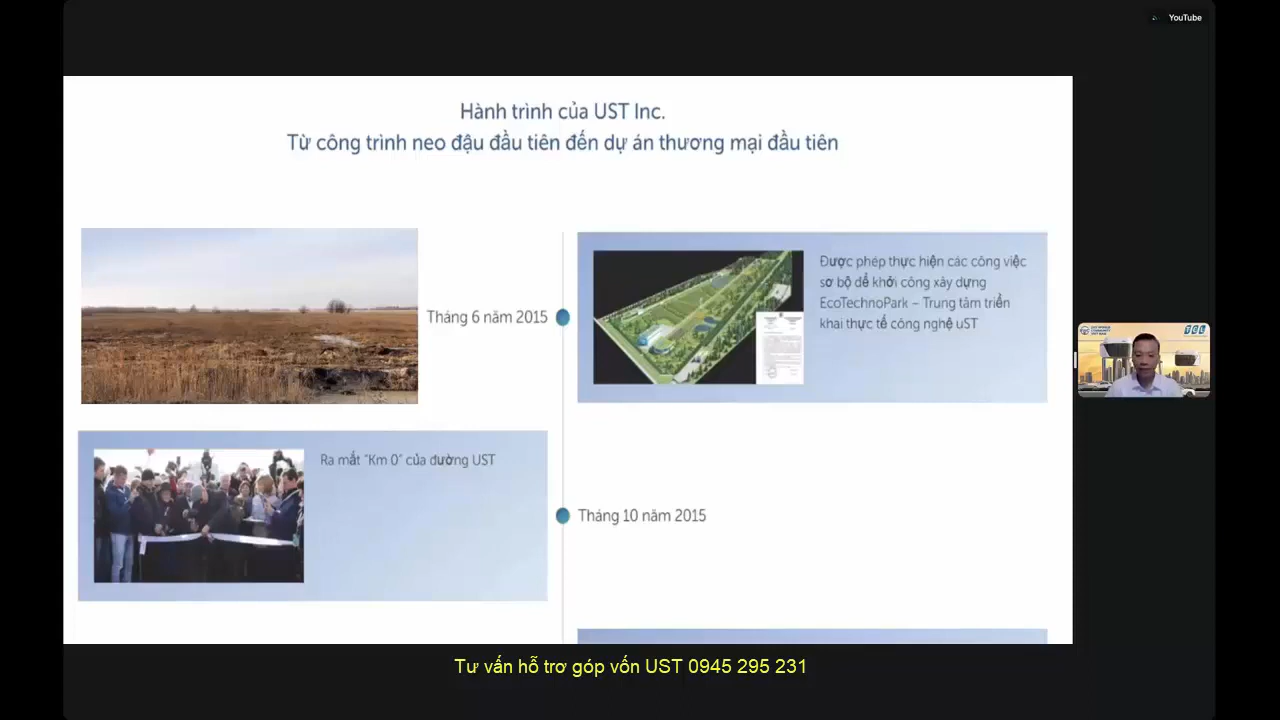 YouTube
Hành trình của UST Inc.
Từ công trình neo đậu đầu tiên đến dự án thương mại đầu tiên
Tháng 6 năm 2015
Được phép thực hiện các công việc
sơ bộ để khởi công xây dựng
EcoTechnoPark – Trung tâm triển
khai thực tế công nghệ uST
Ra mắt "Km 0" của đường UST
Tháng 10 năm 2015
Tư vấn hỗ trơ góp vốn UST 0945 295 231